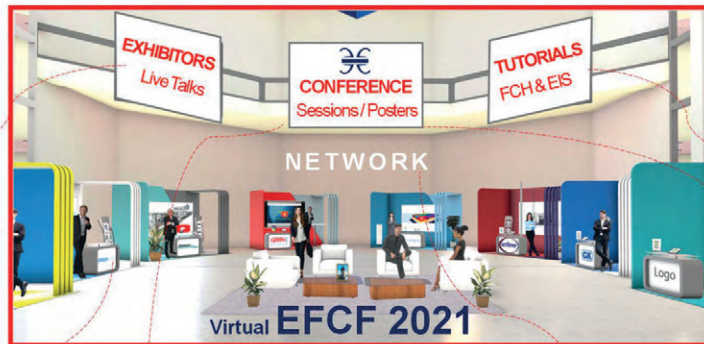 EXHIBITORS
Live Talks
CONFERENCE
Sessions / Posters
TUTORIALS
FCH & EIS
NETWORK
Logo
Virtual EFCF 2021